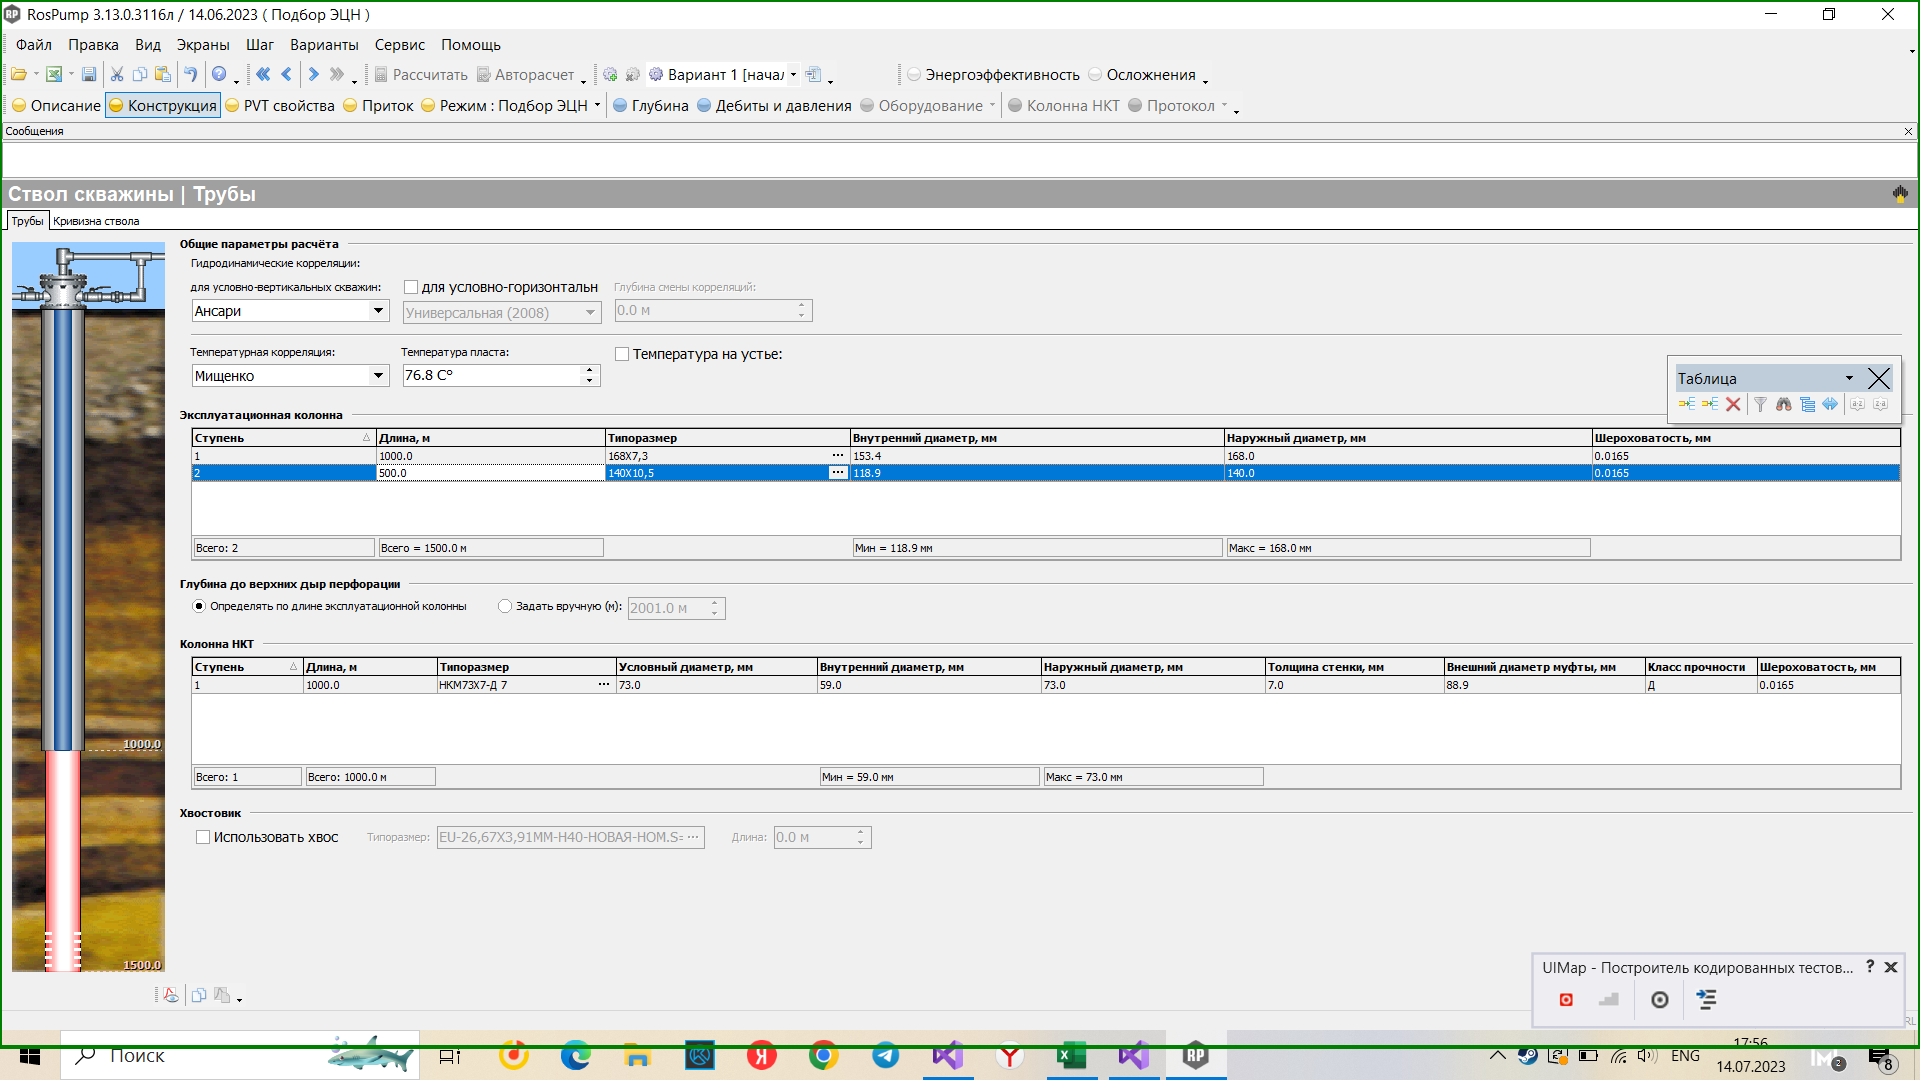 RosPump 3.13.0.3116л / 14.06.2023 ( Подбор ЭЦН )
Файл Правка Вид Экраны Шаг Варианты Сервис Помощь
Рассчитать Авторасчет Вариант 1 [начал Энергоэффективность Осложнения
Описание Конструкция PVT свойства Приток Режим : Подбор ЭЦН Глубина Дебиты и давления Оборудование Колонна НКТ Протокол
Сообщения
Ствол скважины | Трубы
Трубы Кривизна ствола
Общие параметры расчёта
Гидродинамические корреляции:
для условно-вертикальных скважин: для условно-горизонтальн Глубина смены корреляций:
Ансари Универсальная (2008) 0.0 м
Температурная корреляция: Температура пласта: Температура на устье:
Мищенко 76.8 C°
Таблица
Эксплуатационная колонна
Ступень Длина, м Типоразмер Внутренний диаметр, мм Наружный диаметр, мм Шероховатость, мм
1 1000.0 168X7,3 ... 153.4 168.0 0.0165
2 500.0 140X10,5 ... 118.9 140.0 0.0165
Всего: 2 Всего = 1500.0 м Мин = 118.9 мм Макс = 168.0 мм
Глубина до верхних дыр перфорации
Определять по длине эксплуатационной колонны Задать вручную (м): 2001.0 м
Колонна НКТ
Ступень Длина, м Типоразмер Условный диаметр, мм Внутренний диаметр, мм Наружный диаметр, мм Толщина стенки, мм Внешний диаметр муфты, мм Класс прочности Шероховатость, мм
1 1000.0 НКМ73X7-Д 7 ... 73.0 59.0 73.0 7.0 88.9 Д 0.0165
1000.0
Всего: 1 Всего: 1000.0 м Мин = 59.0 мм Макс = 73.0 мм
Хвостовик
Использовать хвос Типоразмер: EU-26,67X3,91MM-H40-НОВАЯ-НОМ.S= ... Длина: 0.0 м
1500.0
UIMap - Построитель кодированных тестов...
Поиск
ENG
17:56
14.07.2023
2
8